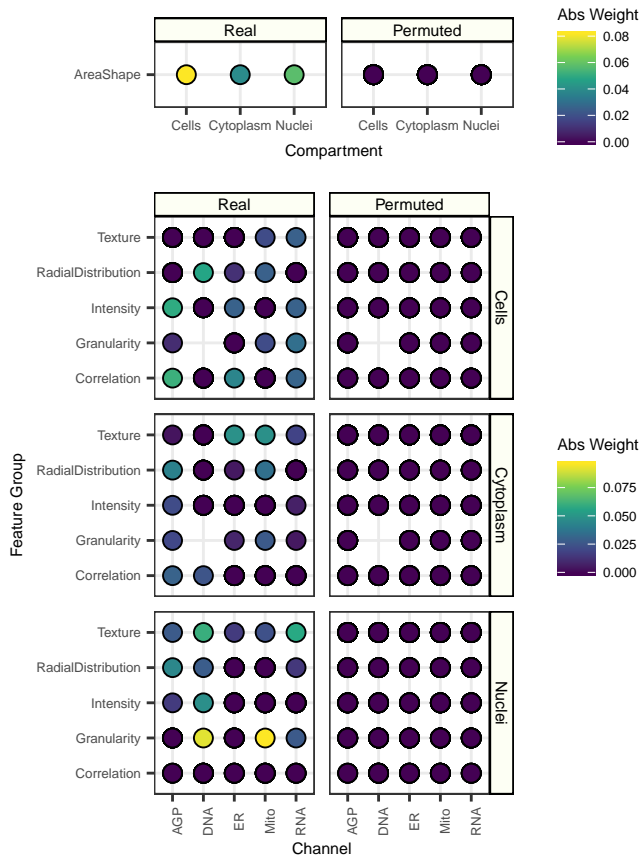 Real Permuted
AreaShape
Cells Cytoplasm Nuclei Cells Cytoplasm Nuclei
Compartment
Abs Weight
0.08
0.06
0.04
0.02
0.00
Real Permuted
Feature Group
Texture
RadialDistribution
Intensity
Granularity
Correlation
Cells
Texture
RadialDistribution
Intensity
Granularity
Correlation
Cytoplasm
Texture
RadialDistribution
Intensity
Granularity
Correlation
Nuclei
AGP DNA ER Mito RNA AGP DNA ER Mito RNA
Channel
Abs Weight
0.075
0.050
0.025
0.000